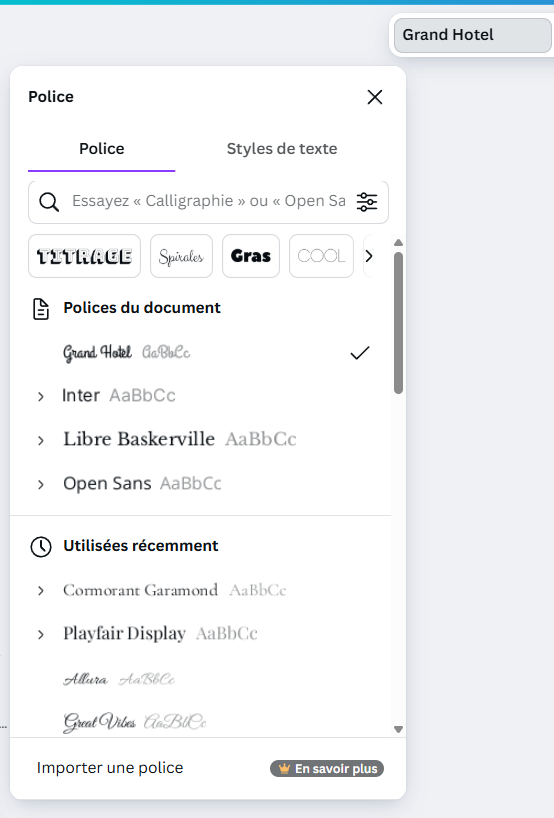 Grand Hotel
Police
Police Styles de texte
Essayez « Calligraphie » ou « Open Sa
TITRAGE Spirales Gras COOL
Polices du document
Grand Hotel AaBbCc
Inter AaBbCc
Libre Baskerville AaBbCc
Open Sans AaBbCc
Utilisées récemment
Cormorant Garamond AaBbCc
Playfair Display AaBbCc
Allura AaBbCc
Great Vibes AaBbCc
Importer une police En savoir plus